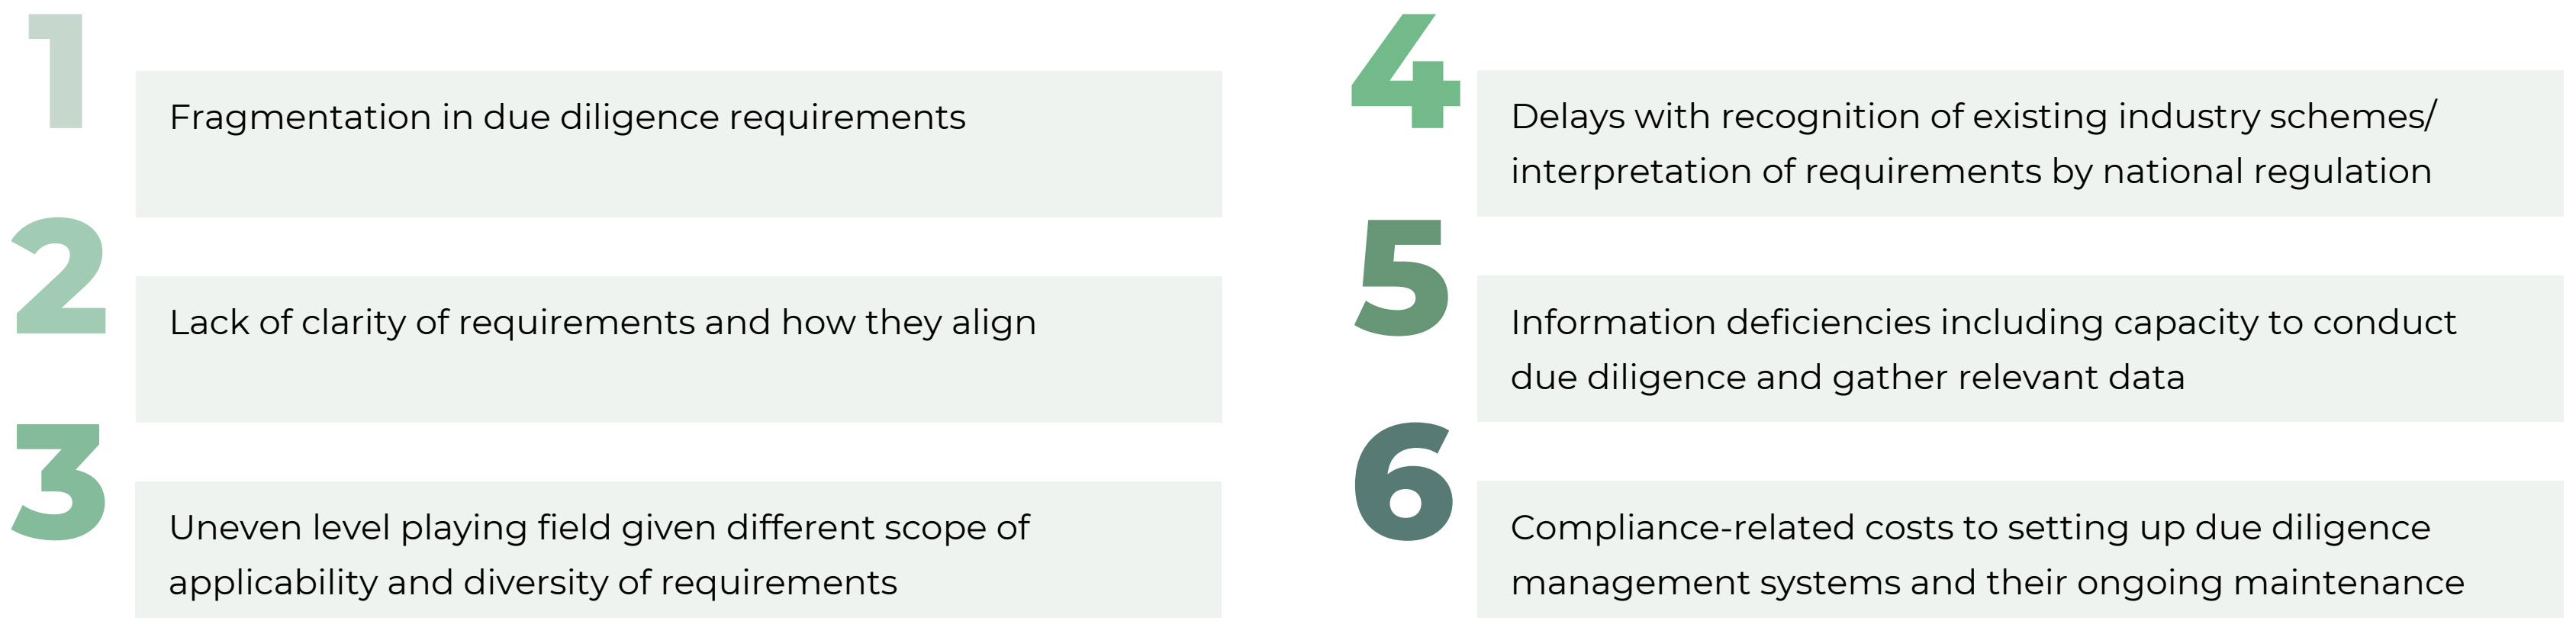 1
Fragmentation in due diligence requirements
2
Lack of clarity of requirements and how they align
3
Uneven level playing field given different scope of
applicability and diversity of requirements
4
Delays with recognition of existing industry schemes/
interpretation of requirements by national regulation
5
Information deficiencies including capacity to conduct
due diligence and gather relevant data
6
Compliance-related costs to setting up due diligence
management systems and their ongoing maintenance